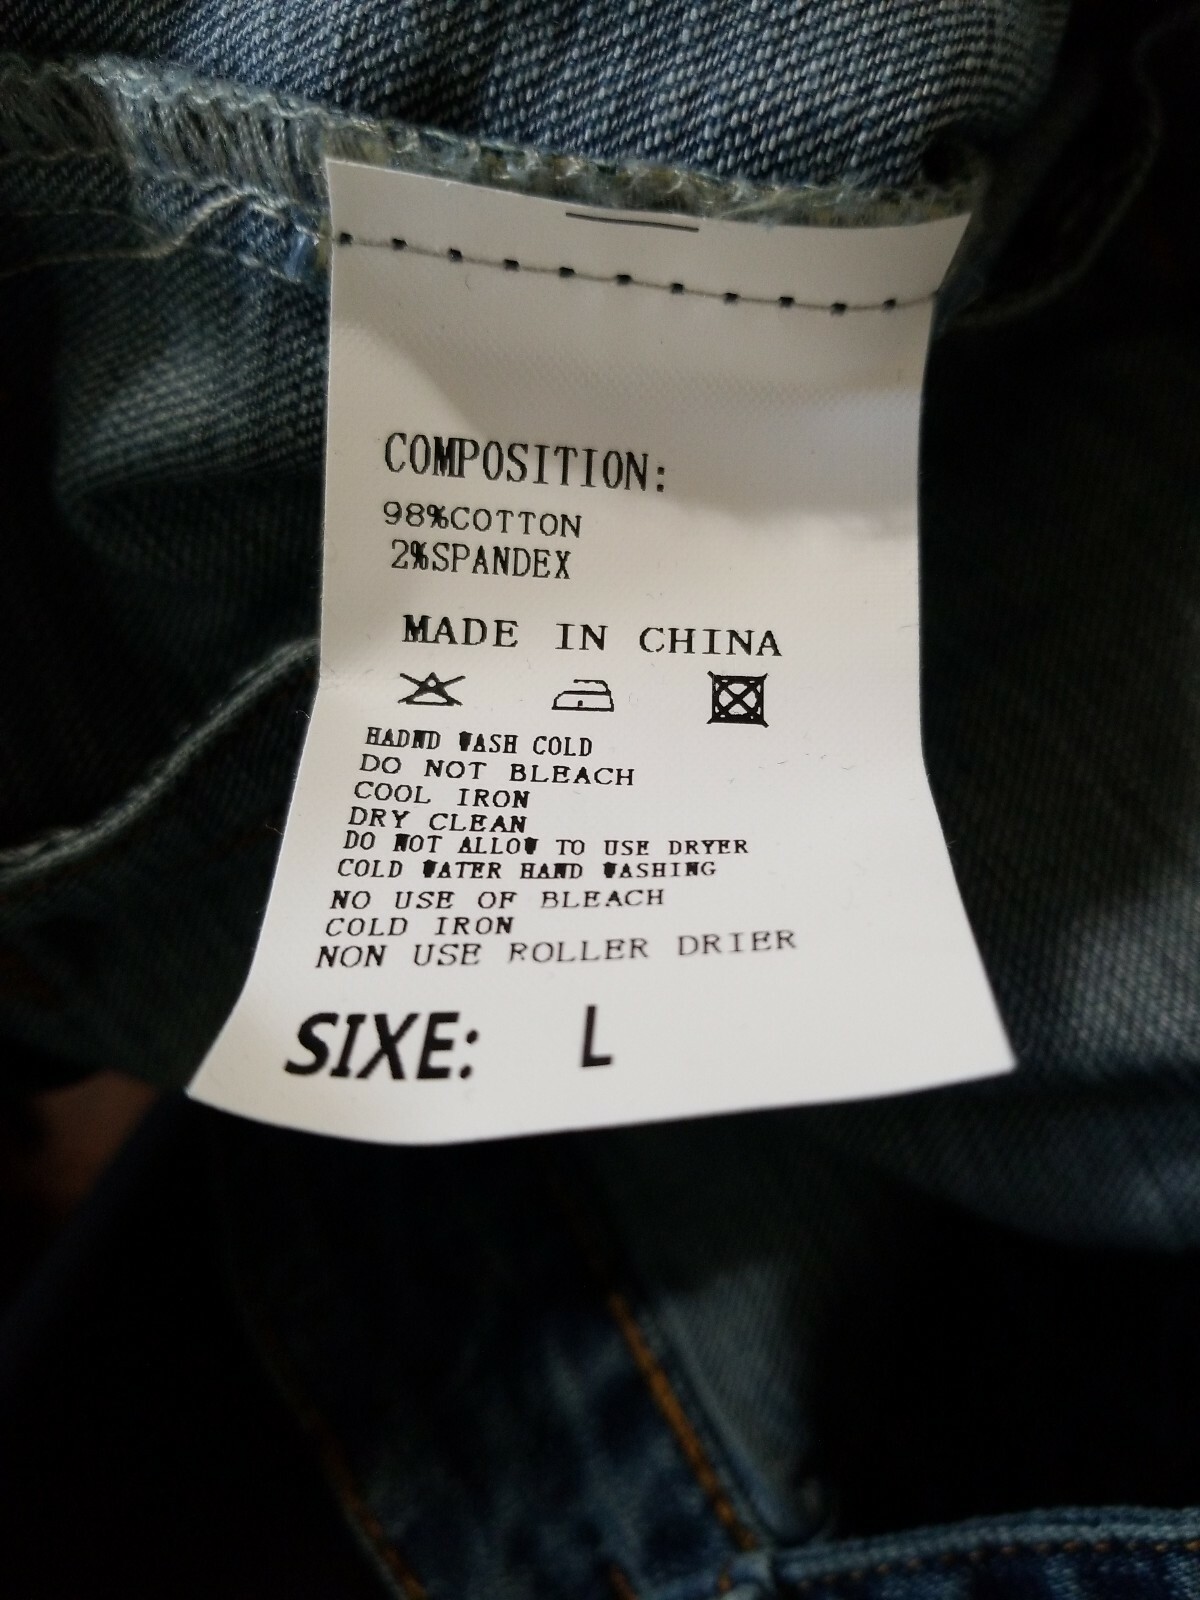 COMPOSITION:
98%COTTON
2%SPANDEX
MADE IN CHINA
HADND WASH COLD
DO NOT BLEACH
COOL IRON
DRY CLEAN
DO NOT ALLOW TO USE DRYER
COLD WATER HAND WASHING
NO USE OF BLEACH
COLD IRON
NON USE ROLLER DRIER
SIXE: L